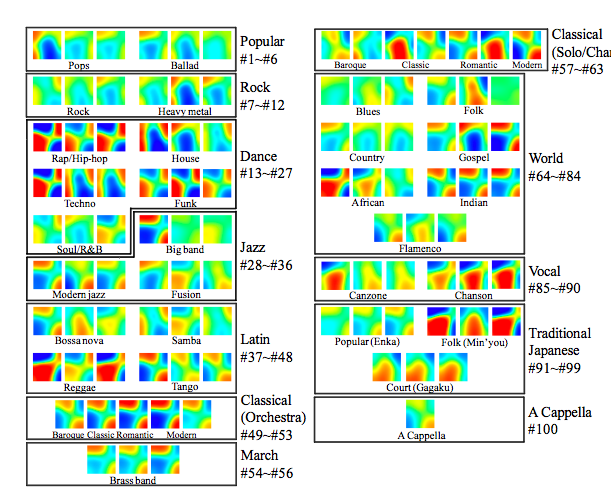 Popular
#1~#6
Pops
Ballad
Rock
#7~#12
Rock
Heavy metal
Dance
#13~#27
Rap/Hip-hop
House
Techno
Funk
Soul/R&B
Big band
Jazz
#28~#36
Modern jazz
Fusion
Latin
#37~#48
Bossa nova
Samba
Reggae
Tango
Classical
(Orchestra)
#49~#53
Baroque Classic Romantic Modern
March
#54~#56
Brass band
Classical
(Solo/Cha
#57~#63
Baroque Classic Romantic Modern
World
#64~#84
Blues
Folk
Country
Gospel
African
Indian
Flamenco
Vocal
#85~#90
Canzone
Chanson
Traditional
Japanese
#91~#99
Popular (Enka)
Folk (Min'you)
Court (Gagaku)
A Cappella
#100
A Cappella